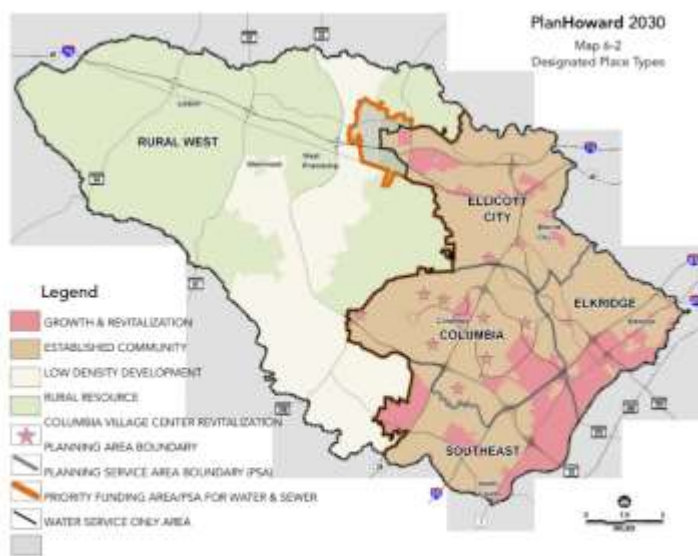 PlanHoward 2030
Map 6-2
Designated Place Types
RURAL WEST
ELLICOTT
CITY
ELKRIDGE
COLUMBIA
SOUTHEAST
Legend
GROWTH & REVITALIZATION
ESTABLISHED COMMUNITY
LOW DENSITY DEVELOPMENT
RURAL RESOURCE
COLUMBIA VILLAGE CENTER REVITALIZATION
PLANNING AREA BOUNDARY
PLANNING SERVICE AREA BOUNDARY (PSA)
PRIORITY FUNDING AREA/PSA FOR WATER & SEWER
WATER SERVICE ONLY AREA
MILES